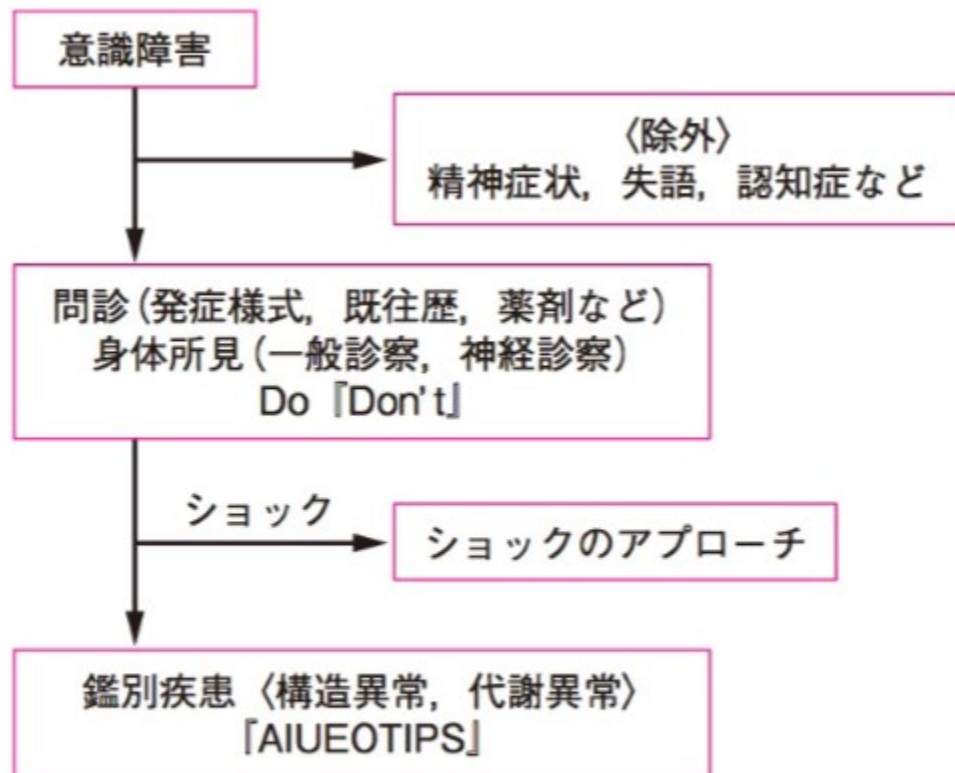 意識障害
〈除外〉
精神症状，失語，認知症など
問診（発症様式，既往歴，薬剤など）
身体所見（一般診察，神経診察）
Do『Don't』
ショック
ショックのアプローチ
鑑別疾患〈構造異常，代謝異常〉
『AIUEOTIPS』